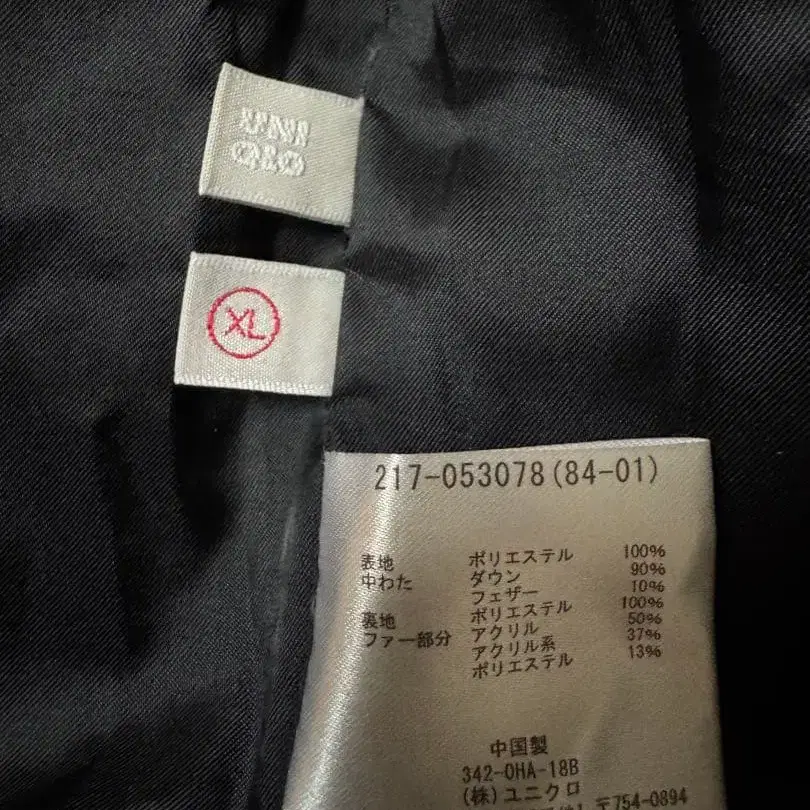 UNI
QLO
XL
217-053078(84-01)
表地 ポリエステル 100%
中わた ダウン 90%
フェザー 10%
裏地 ポリエステル 100%
ファー部分 アクリル 50%
アクリル系 37%
ポリエステル 13%
中国製
342-OHA-18B
(株)ユニクロ
〒754-0894